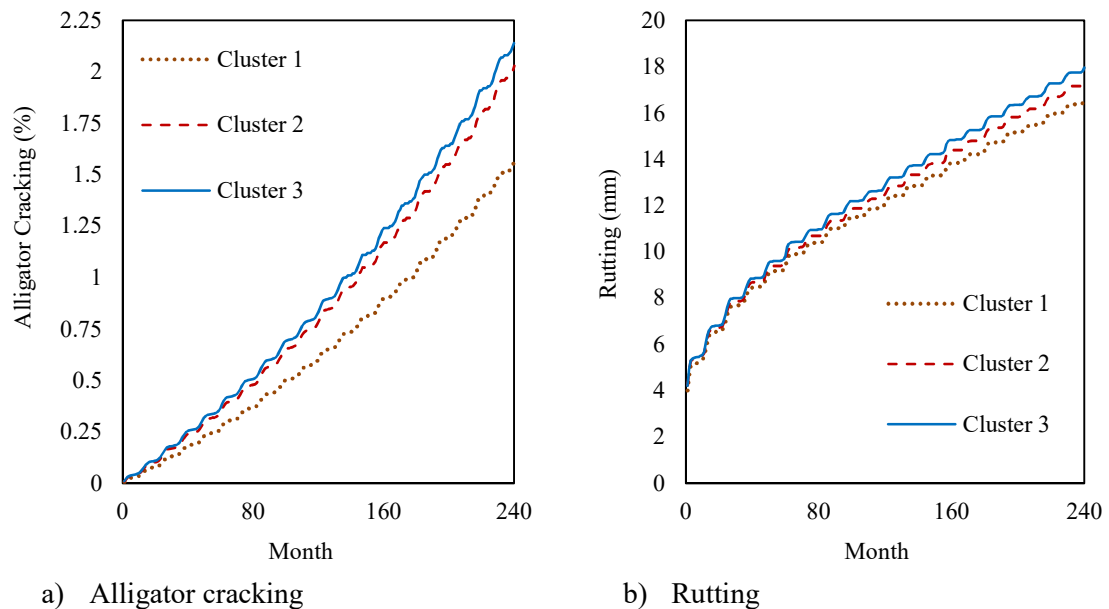 2.25
2
1.75
1.5
1.25
1
0.75
0.5
0.25
0
Alligator Cracking (%)
Cluster 1
Cluster 2
Cluster 3
0 80 160 240
Month
a) Alligator cracking
20
18
16
14
12
10
8
6
4
2
0
Rutting (mm)
Cluster 1
Cluster 2
Cluster 3
0 80 160 240
Month
b) Rutting